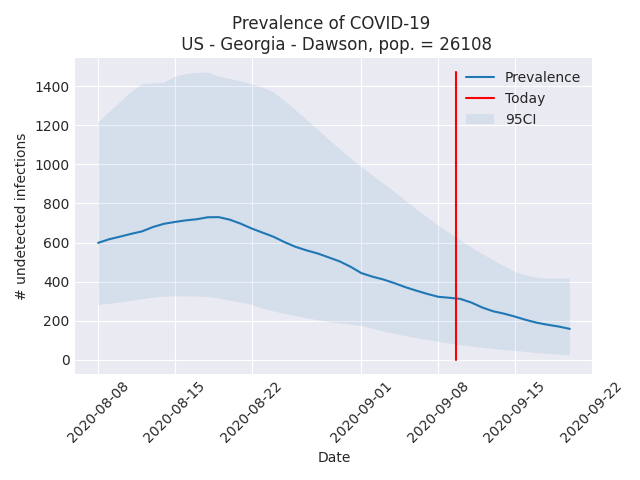 Prevalence of COVID-19
US - Georgia - Dawson, pop. = 26108
Prevalence
Today
95CI
1400
1200
1000
800
600
400
200
0
# undetected infections
2020-08-08
2020-08-15
2020-08-22
2020-09-01
2020-09-08
2020-09-15
2020-09-22
Date